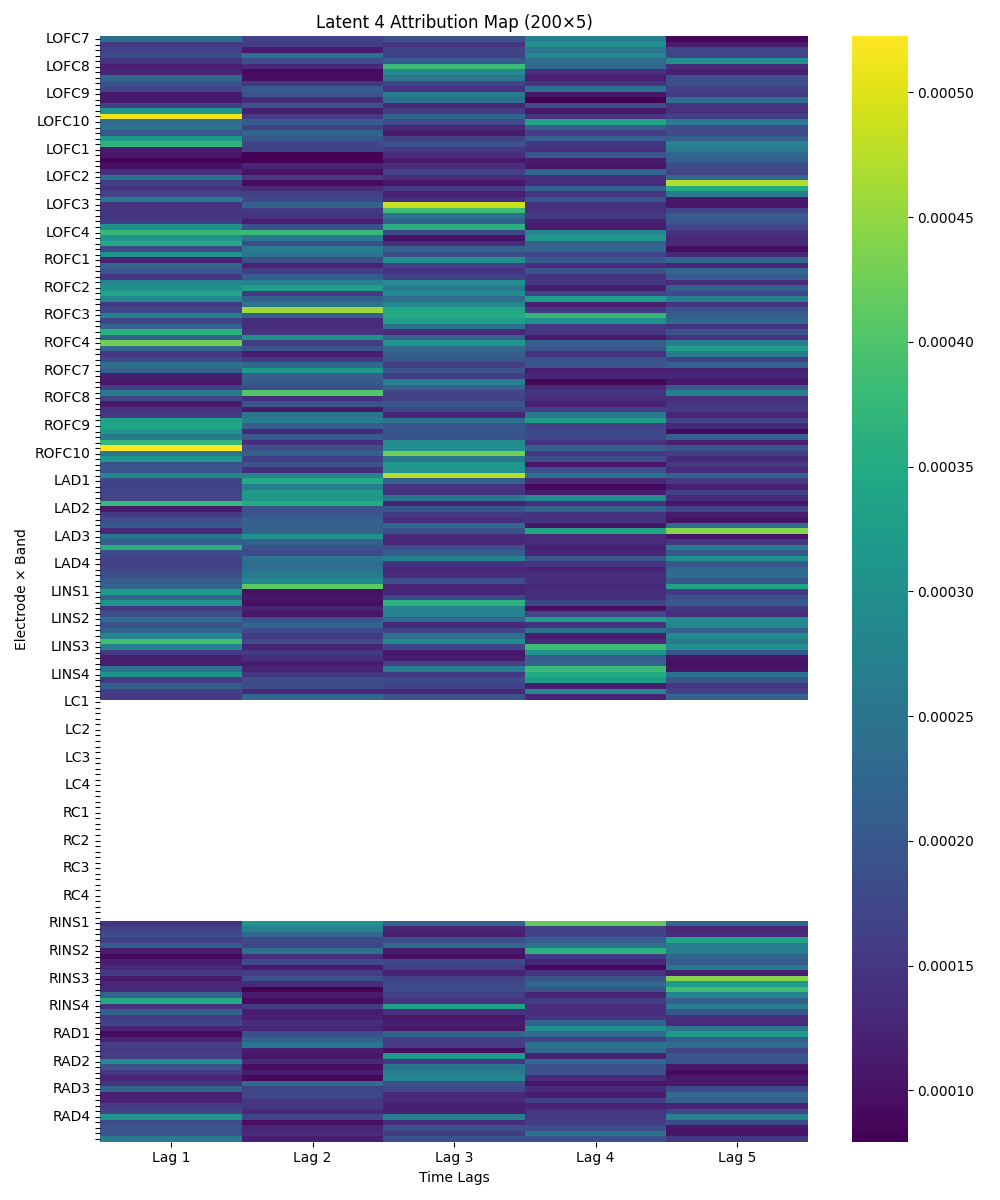 Latent 4 Attribution Map (200×5)
LOFC7
LOFC8
LOFC9
LOFC10
LOFC1
LOFC2
LOFC3
LOFC4
ROFC1
ROFC2
ROFC3
ROFC4
ROFC7
ROFC8
ROFC9
ROFC10
LAD1
LAD2
LAD3
LAD4
LINS1
LINS2
LINS3
LINS4
LC1
LC2
LC3
LC4
RC1
RC2
RC3
RC4
RINS1
RINS2
RINS3
RINS4
RAD1
RAD2
RAD3
RAD4
Electrode × Band
Lag 1 Lag 2 Lag 3 Lag 4 Lag 5
Time Lags
0.00050
0.00045
0.00040
0.00035
0.00030
0.00025
0.00020
0.00015
0.00010